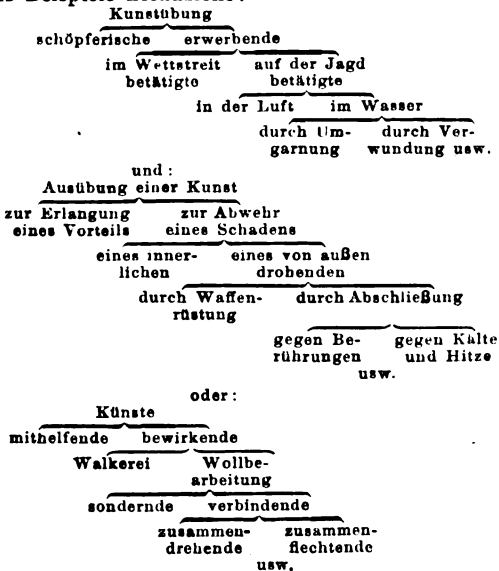 Kunstübung
schöpferische erwerbende
im Wettstreit auf der Jagd
betätigte betätigte
in der Luft im Wasser
durch Um- durch Ver-
garnung wundung usw.
und:
Ausübung einer Kunst
zur Erlangung zur Abwehr
eines Vorteils eines Schadens
eines inner- eines von außen
lichen drohenden
durch Waffen- durch Abschließung
rüstung
gegen Be- gegen Kälte
rührungen und Hitze
usw.
oder:
Künste
mithelfende bewirkende
Walkerei Wollbe-
arbeitung
sondernde verbindende
zusammen- zusammen-
drehende flechtende
usw.